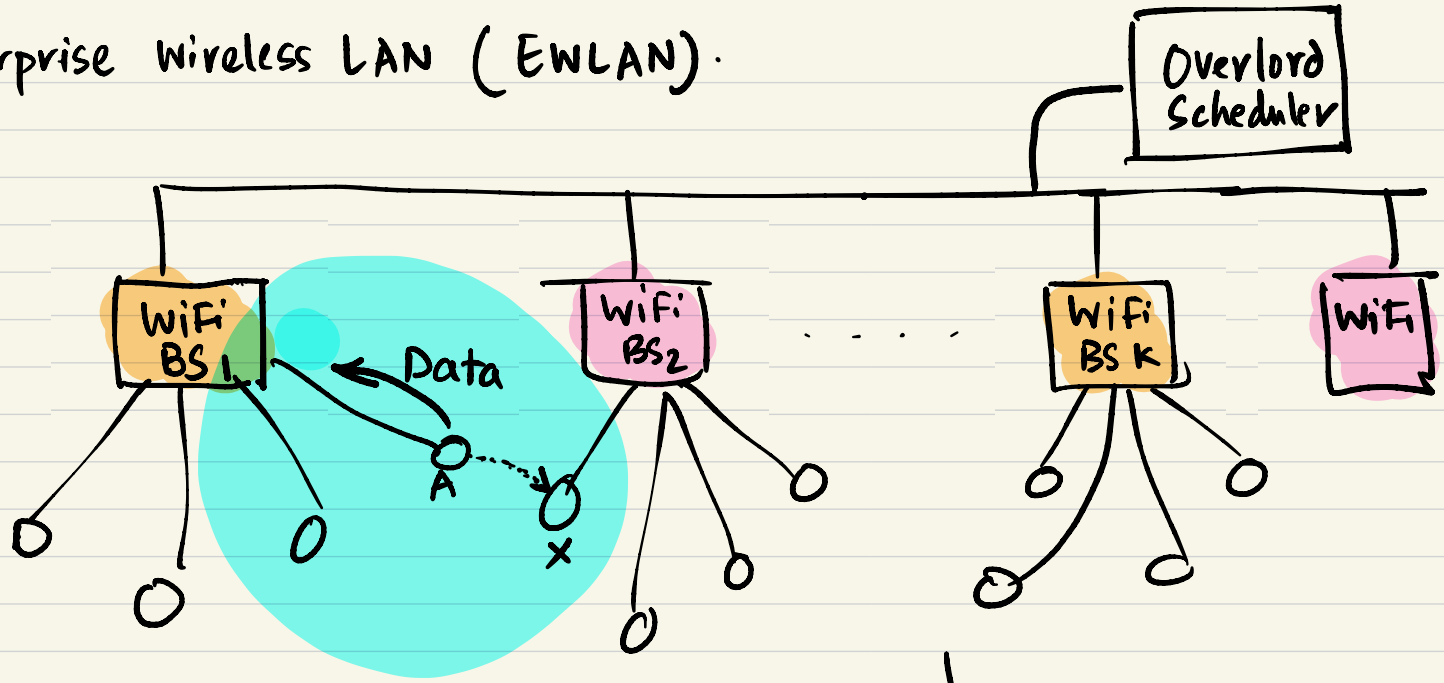 rprise Wireless LAN (EWLAN).
Overlord
Scheduler
WiFi
BS 1
Data
WiFi
BS2
. . . .
WiFi
BS K
WiFi
A
X